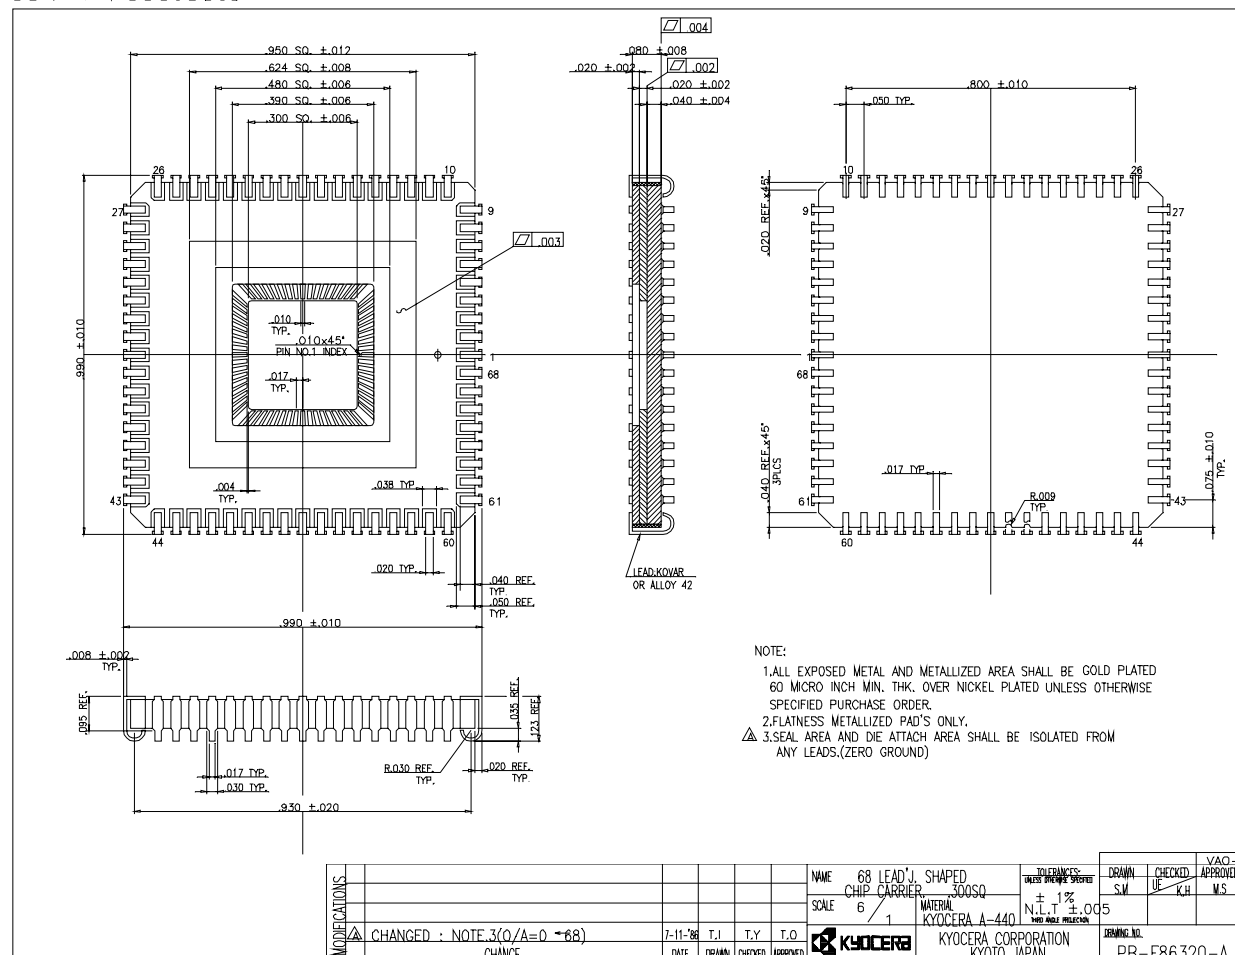 .950 SQ. ±.012
.624 SQ. ±.008
.480 SQ. ±.006
.390 SQ. ±.006
.300 SQ. ±.006
26
10
27
9
.003
.010
TYP.
.010x45°
PIN NO.1 INDEX
.017
TYP.
1
68
.990 ±.010
.004
TYP.
.038 TYP.
43
61
44
60
.020 TYP.
.040 REF.
TYP.
.050 REF.
TYP.
.990 ±.010
.004
.080 ±.008
.020 ±.002
.002
.020 ±.002
.040 ±.004
LEAD:KOVAR
OR ALLOY 42
.800 ±.010
.050 TYP.
10
26
.020 REF.x45°
9
27
1
68
.040 REF.x45°
3PLCS
.017 TYP
R.009
TYP.
.075 ±.010
TYP.
61
43
60
44
.008 ±.002
TYP.
.095 REF.
.035 REF.
.123 REF.
.017 TYP.
.030 TYP.
R.030 REF.
TYP.
.020 REF.
TYP.
.930 ±.020
NOTE:
1.ALL EXPOSED METAL AND METALLIZED AREA SHALL BE GOLD PLATED
60 MICRO INCH MIN. THK. OVER NICKEL PLATED UNLESS OTHERWISE
SPECIFIED PURCHASE ORDER.
2.FLATNESS METALLIZED PAD'S ONLY.
A 3.SEAL AREA AND DIE ATTACH AREA SHALL BE ISOLATED FROM
ANY LEADS.(ZERO GROUND)
MODIFICATIONS
A CHANGED : NOTE.3(O/A=0 ←68) 7-11-'86 T.I T.Y T.O
CHANGE DATE DRAWN CHECKED APPROVED
NAME 68 LEAD'J. SHAPED
CHIP CARRIER. .300SQ
SCALE 6/1
MATERIAL
KYOCERA A-440
TOLERANCES:
UNLESS OTHERWISE SPECIFIED
± 1%
N.L.T ±.005
THIRD ANGLE PROJECTION
VAO-
DRAWN CHECKED APPROVED
S.M UE K.H M.S
KYOCERA
KYOCERA CORPORATION
KYOTO JAPAN
DRAWING NO.